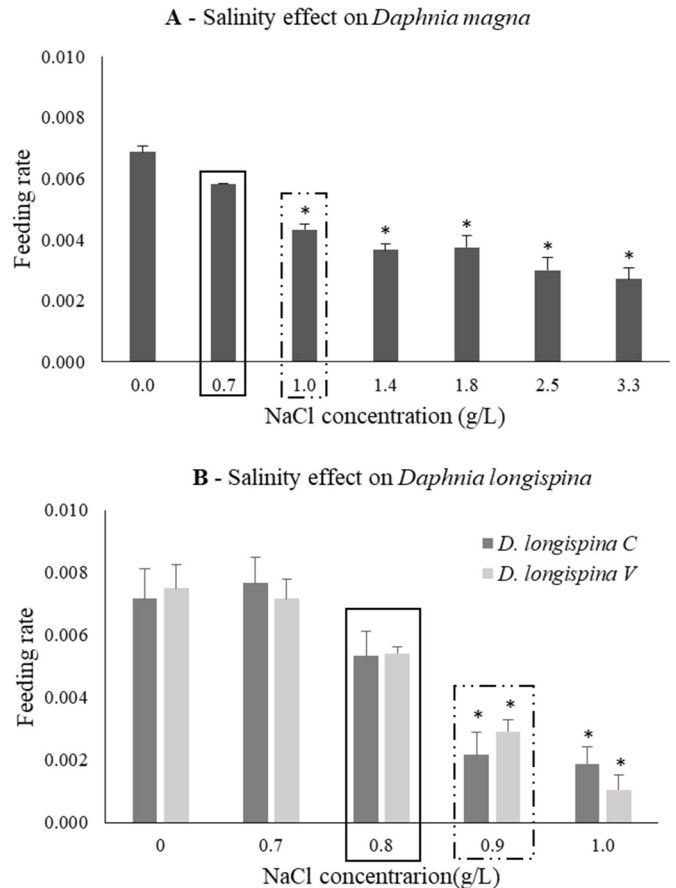 A - Salinity effect on Daphnia magna
0.010
0.008
0.006
0.004
0.002
0.000
Feeding rate
* * * * *
0.0 0.7 1.0 1.4 1.8 2.5 3.3
NaCl concentration (g/L)
B - Salinity effect on Daphnia longispina
0.010
0.008
0.006
0.004
0.002
0.000
Feeding rate
D. longispina C
D. longispina V
* * * *
0 0.7 0.8 0.9 1.0
NaCl concentrarion(g/L)